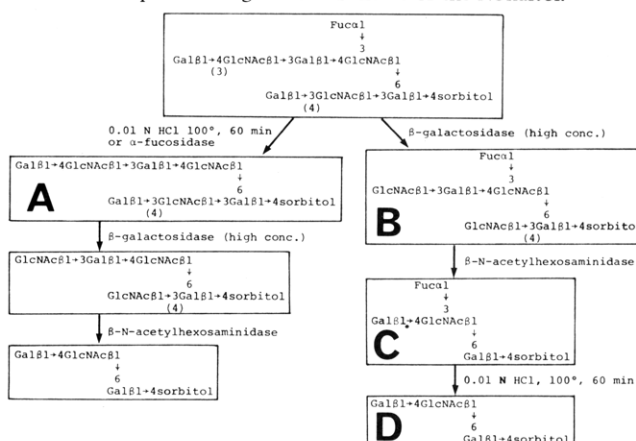 Fucα1
↓
3
Galβ1→4GlcNAcβ1→3Galβ1→4GlcNAcβ1
(3)
↓
6
Galβ1→3GlcNAcβ1→3Galβ1→4sorbitol
(4)
0.01 N HCl 100°, 60 min
or α-fucosidase
β-galactosidase (high conc.)
Galβ1→4GlcNAcβ1→3Galβ1→4GlcNAcβ1
↓
6
Galβ1→3GlcNAcβ1→3Galβ1→4sorbitol
(4)
A
β-galactosidase (high conc.)
GlcNAcβ1→3Galβ1→4GlcNAcβ1
↓
6
GlcNAcβ1→3Galβ1→4sorbitol
(4)
β-N-acetylhexosaminidase
Galβ1→4GlcNAcβ1
↓
6
Galβ1→4sorbitol
Fucα1
↓
3
GlcNAcβ1→3Galβ1→4GlcNAcβ1
↓
6
GlcNAcβ1→3Galβ1→4sorbitol
(4)
B
β-N-acetylhexosaminidase
Fucα1
↓
3
Galβ1→4GlcNAcβ1
↓
6
Galβ1→4sorbitol
C
0.01 N HCl, 100°, 60 min
Galβ1→4GlcNAcβ1
↓
6
Galβ1→4sorbitol
D